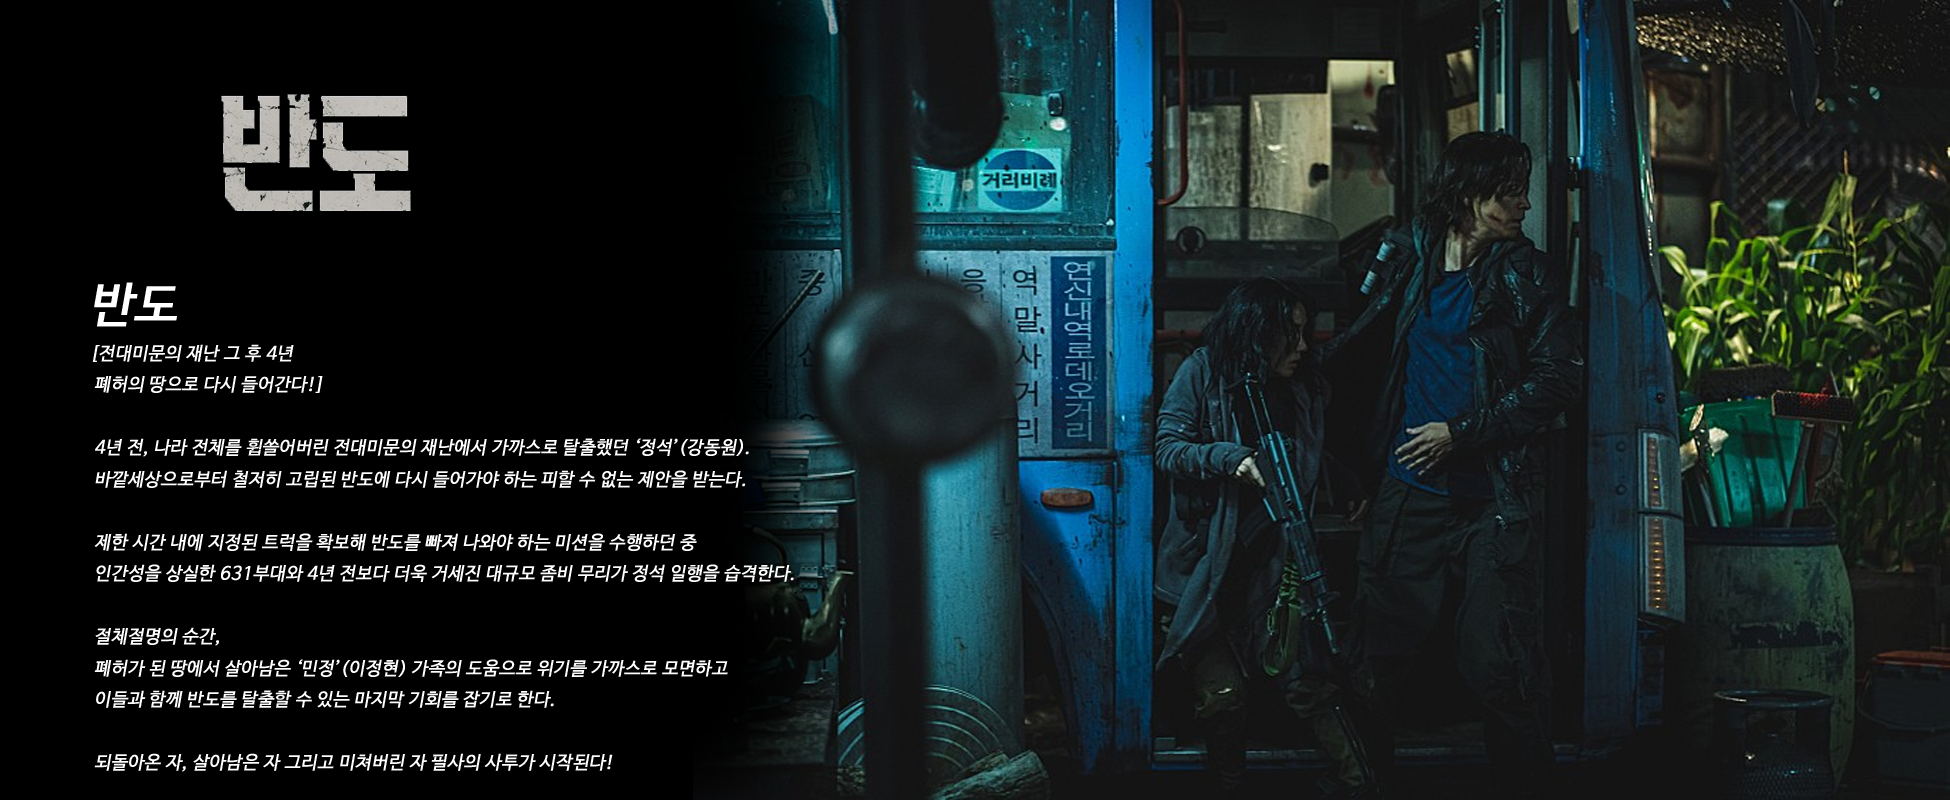 반도
반도
[전대미문의 재난 그 후 4년
폐허의 땅으로 다시 들어간다!]
4년 전, 나라 전체를 휩쓸어버린 전대미문의 재난에서 가까스로 탈출했던 ‘정석’(강동원).
바깥세상으로부터 철저히 고립된 반도에 다시 들어가야 하는 피할 수 없는 제안을 받는다.
제한 시간 내에 지정된 트럭을 확보해 반도를 빠져 나와야 하는 미션을 수행하던 중
인간성을 상실한 631부대와 4년 전보다 더욱 거세진 대규모 좀비 무리가 정석 일행을 습격한다.
절체절명의 순간,
폐허가 된 땅에서 살아남은 ‘민정’(이정현) 가족의 도움으로 위기를 가까스로 모면하고
이들과 함께 반도를 탈출할 수 있는 마지막 기회를 잡기로 한다.
되돌아온 자, 살아남은 자 그리고 미쳐버린 자 필사의 사투가 시작된다!
거러비례
역말사거리
연신내역로데오거리